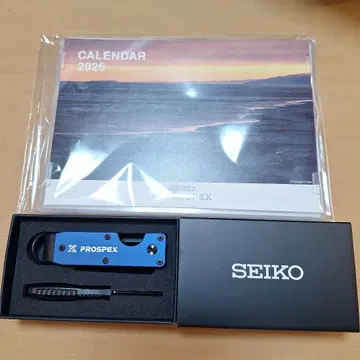 CALENDAR
2026
SEIKO
PROSPEX
PROSPEX
SEIKO